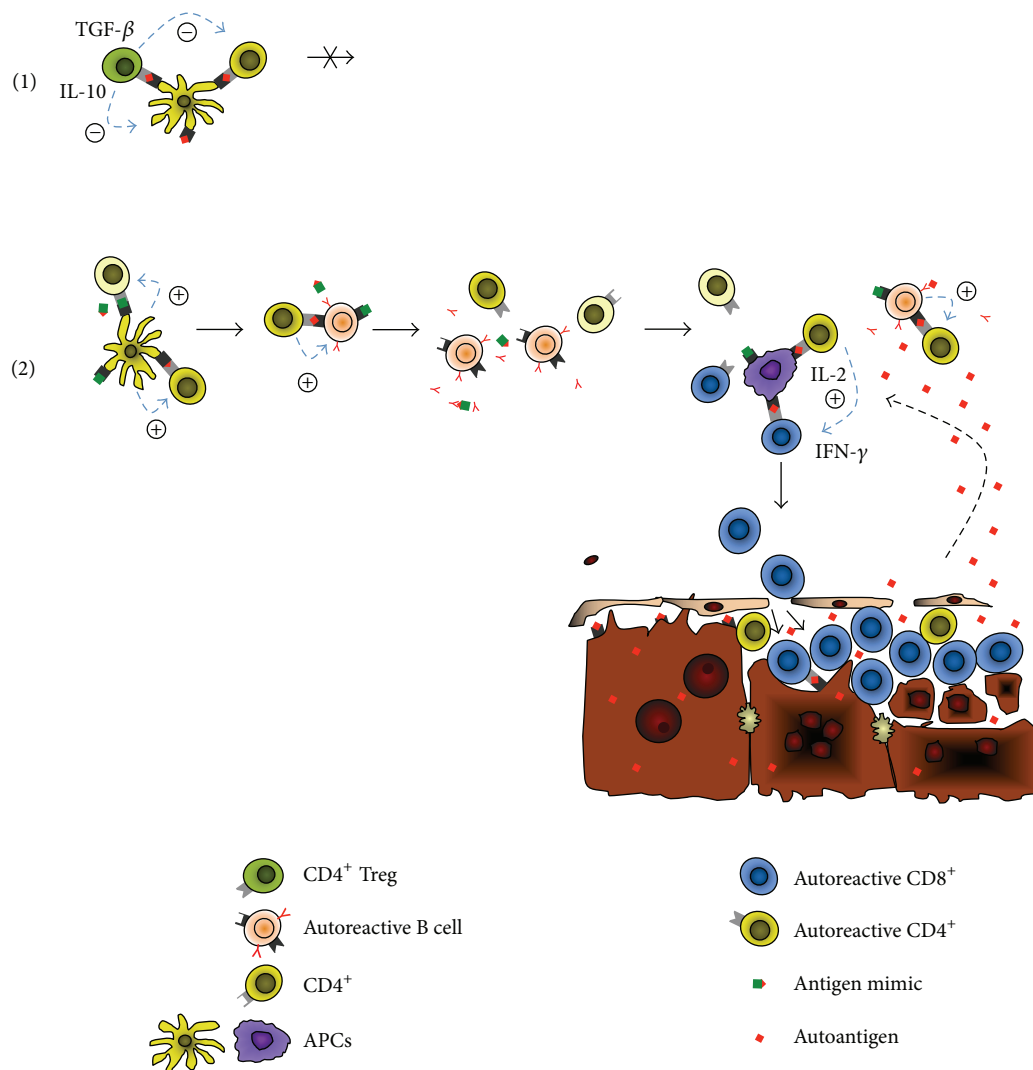 TGF-β
(1)
IL-10
(2)
IL-2
IFN-γ
CD4⁺ Treg
Autoreactive B cell
CD4⁺
APCs
Autoreactive CD8⁺
Autoreactive CD4⁺
Antigen mimic
Autoantigen